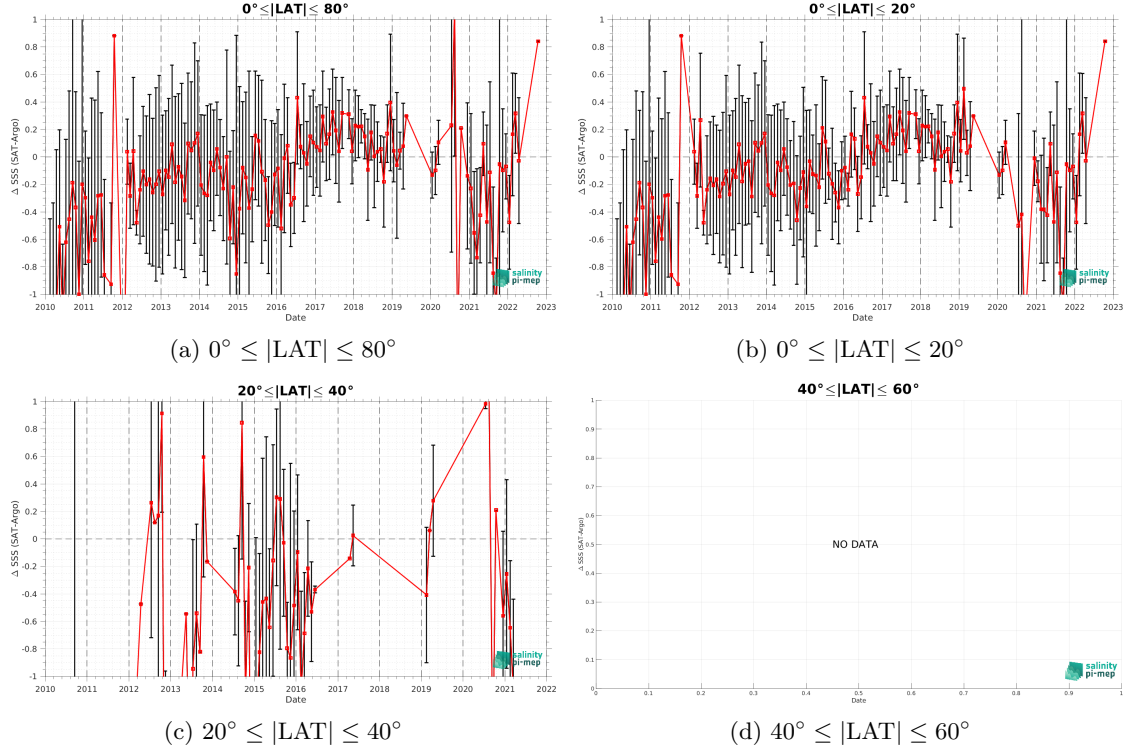 0°≤|LAT|≤ 80°
Δ SSS (SAT-Argo)
1
0.8
0.6
0.4
0.2
0
-0.2
-0.4
-0.6
-0.8
-1
2010 2011 2012 2013 2014 2015 2016 2017 2018 2019 2020 2021 2022 2023
Date
salinity
pi-mep
(a) 0° ≤ |LAT| ≤ 80°
0°≤|LAT|≤ 20°
Δ SSS (SAT-Argo)
1
0.8
0.6
0.4
0.2
0
-0.2
-0.4
-0.6
-0.8
-1
2010 2011 2012 2013 2014 2015 2016 2017 2018 2019 2020 2021 2022 2023
Date
salinity
pi-mep
(b) 0° ≤ |LAT| ≤ 20°
20°≤|LAT|≤ 40°
Δ SSS (SAT-Argo)
1
0.8
0.6
0.4
0.2
0
-0.2
-0.4
-0.6
-0.8
-1
2010 2011 2012 2013 2014 2015 2016 2017 2018 2019 2020 2021 2022
Date
salinity
pi-mep
(c) 20° ≤ |LAT| ≤ 40°
40°≤|LAT|≤ 60°
Δ SSS (SAT-Argo)
1
0.9
0.8
0.7
0.6
0.5
0.4
0.3
0.2
0.1
0
NO DATA
0 0.1 0.2 0.3 0.4 0.5 0.6 0.7 0.8 0.9 1
Date
salinity
pi-mep
(d) 40° ≤ |LAT| ≤ 60°